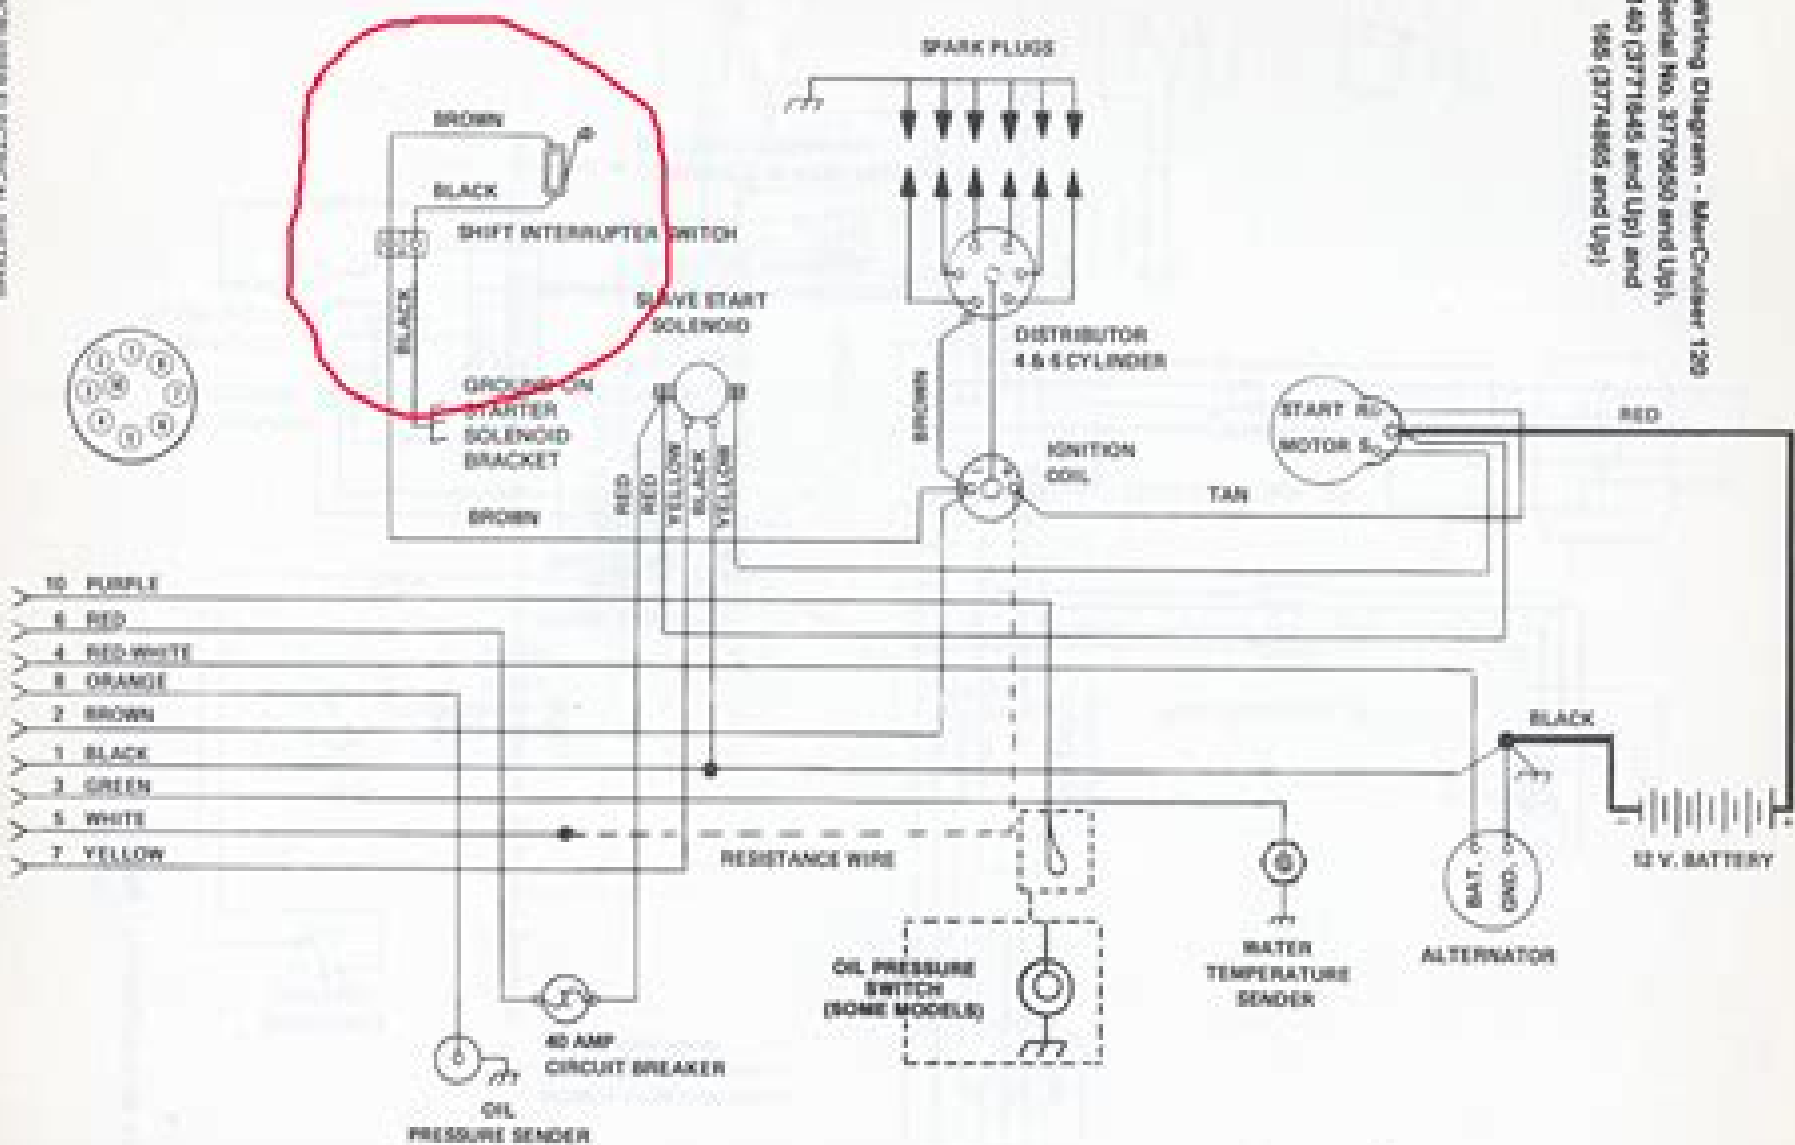 SPARK PLUGS
BROWN
BLACK
SHIFT INTERRUPTER SWITCH
BLACK
SLAVE START
SOLENOID
DISTRIBUTOR
4 & 6 CYLINDER
GROUND ON
STARTER
SOLENOID
BRACKET
BROWN
RED
RED
YELLOW
BLACK
YELLOW
BROWN
IGNITION
COIL
START R
MOTOR S
RED
TAN
10 PURPLE
6 RED
4 RED-WHITE
8 ORANGE
2 BROWN
1 BLACK
3 GREEN
5 WHITE
7 YELLOW
RESISTANCE WIRE
BLACK
12 V. BATTERY
BAT.
GND.
ALTERNATOR
WATER
TEMPERATURE
SENDER
OIL PRESSURE
SWITCH
(SOME MODELS)
40 AMP
CIRCUIT BREAKER
OIL
PRESSURE SENDER
Diagram - MerCruiser 120
No. 3770650 and Up),
140 (3771645 and Up) and
165 (3774865 and Up)